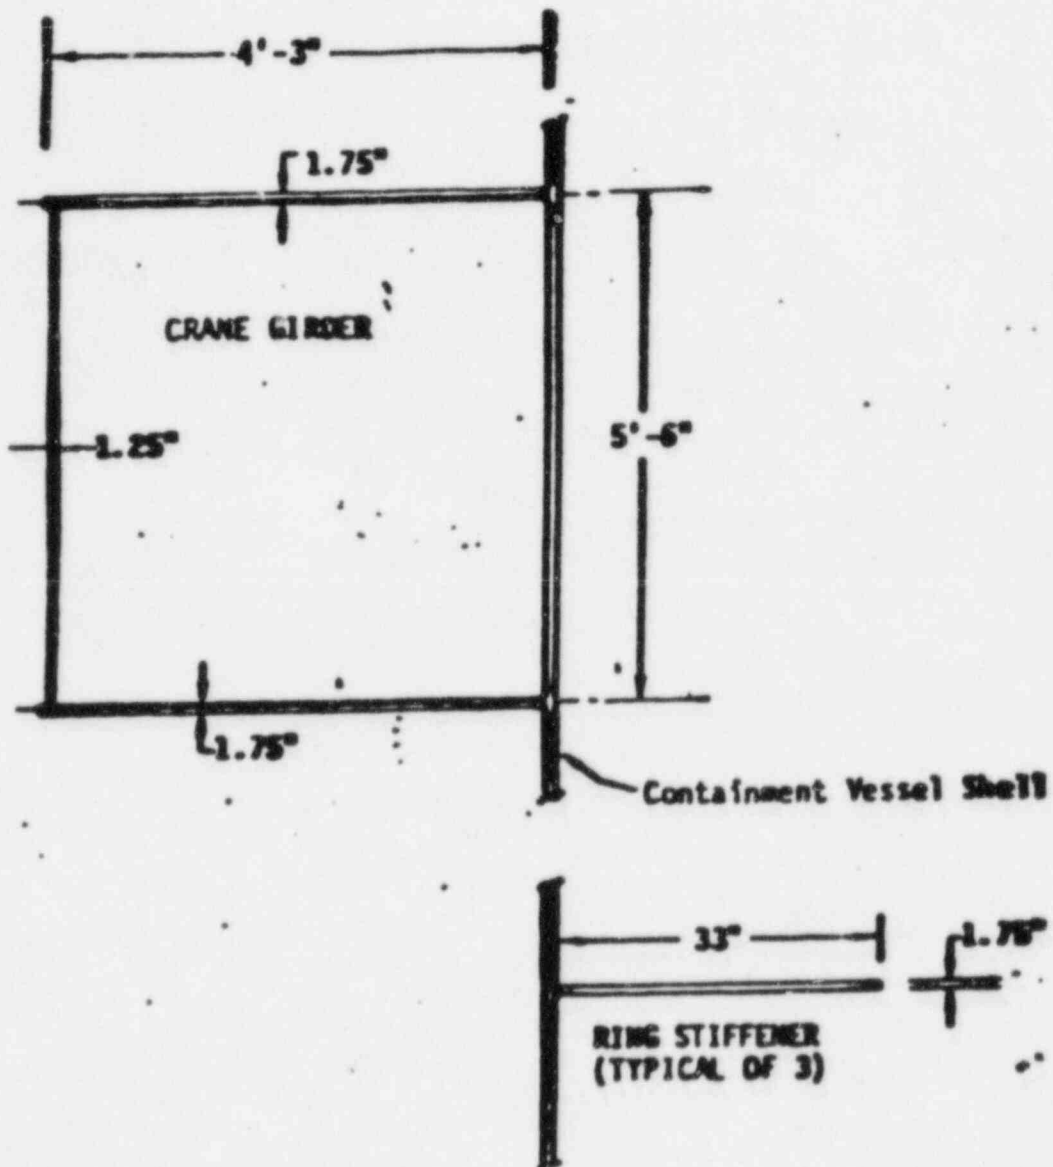 4'-3"
1.75"
CRANE GIRDER
1.25"
5'-6"
1.75"
Containment Vessel Shell
33"
1.75"
RING STIFFENER
(TYPICAL OF 3)